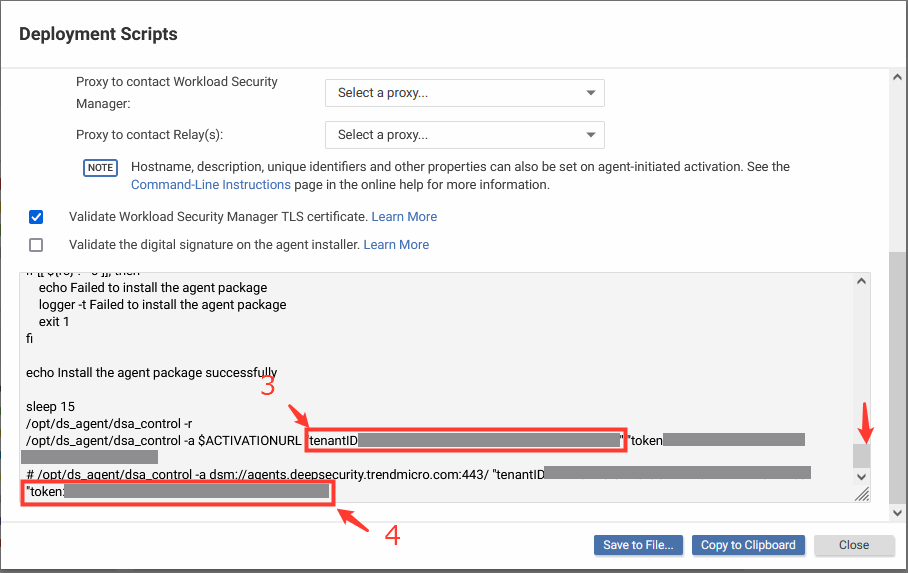 Deployment Scripts
Proxy to contact Workload Security
Manager:
Select a proxy...
Proxy to contact Relay(s):
Select a proxy...
NOTE
Hostname, description, unique identifiers and other properties can also be set on agent-initiated activation. See the
Command-Line Instructions page in the online help for more information.
Validate Workload Security Manager TLS certificate. Learn More
Validate the digital signature on the agent installer. Learn More
echo Failed to install the agent package
logger -t Failed to install the agent package
exit 1
fi
echo Install the agent package successfully
3
sleep 15
/opt/ds_agent/dsa_control -r
/opt/ds_agent/dsa_control -a $ACTIVATIONURL "tenantID "token
# /opt/ds_agent/dsa_control -a dsm://agents.deepsecurity.trendmicro.com:443/ "tenantID
"token:
4
Save to File...
Copy to Clipboard
Close